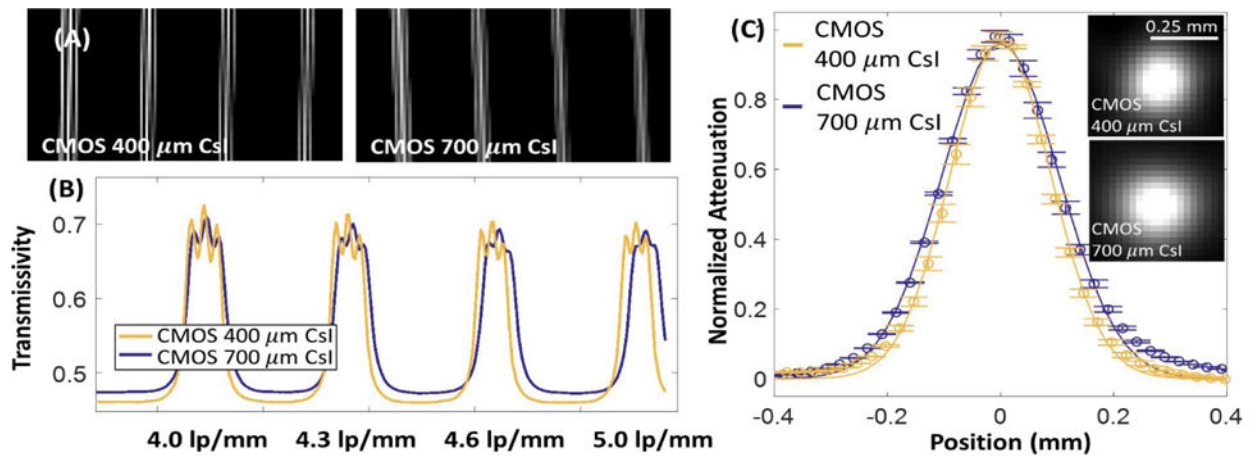 (A)
CMOS 400 μm CsI
CMOS 700 μm CsI
(B)
Transmissivity
0.7
0.6
0.5
CMOS 400 μm CsI
CMOS 700 μm CsI
4.0 lp/mm
4.3 lp/mm
4.6 lp/mm
5.0 lp/mm
(C)
CMOS
400 μm CsI
CMOS
700 μm CsI
0.25 mm
CMOS
400 μm CsI
CMOS
700 μm CsI
Normalized Attenuation
0.8
0.6
0.4
0.2
0
-0.4
-0.2
0
0.2
0.4
Position (mm)